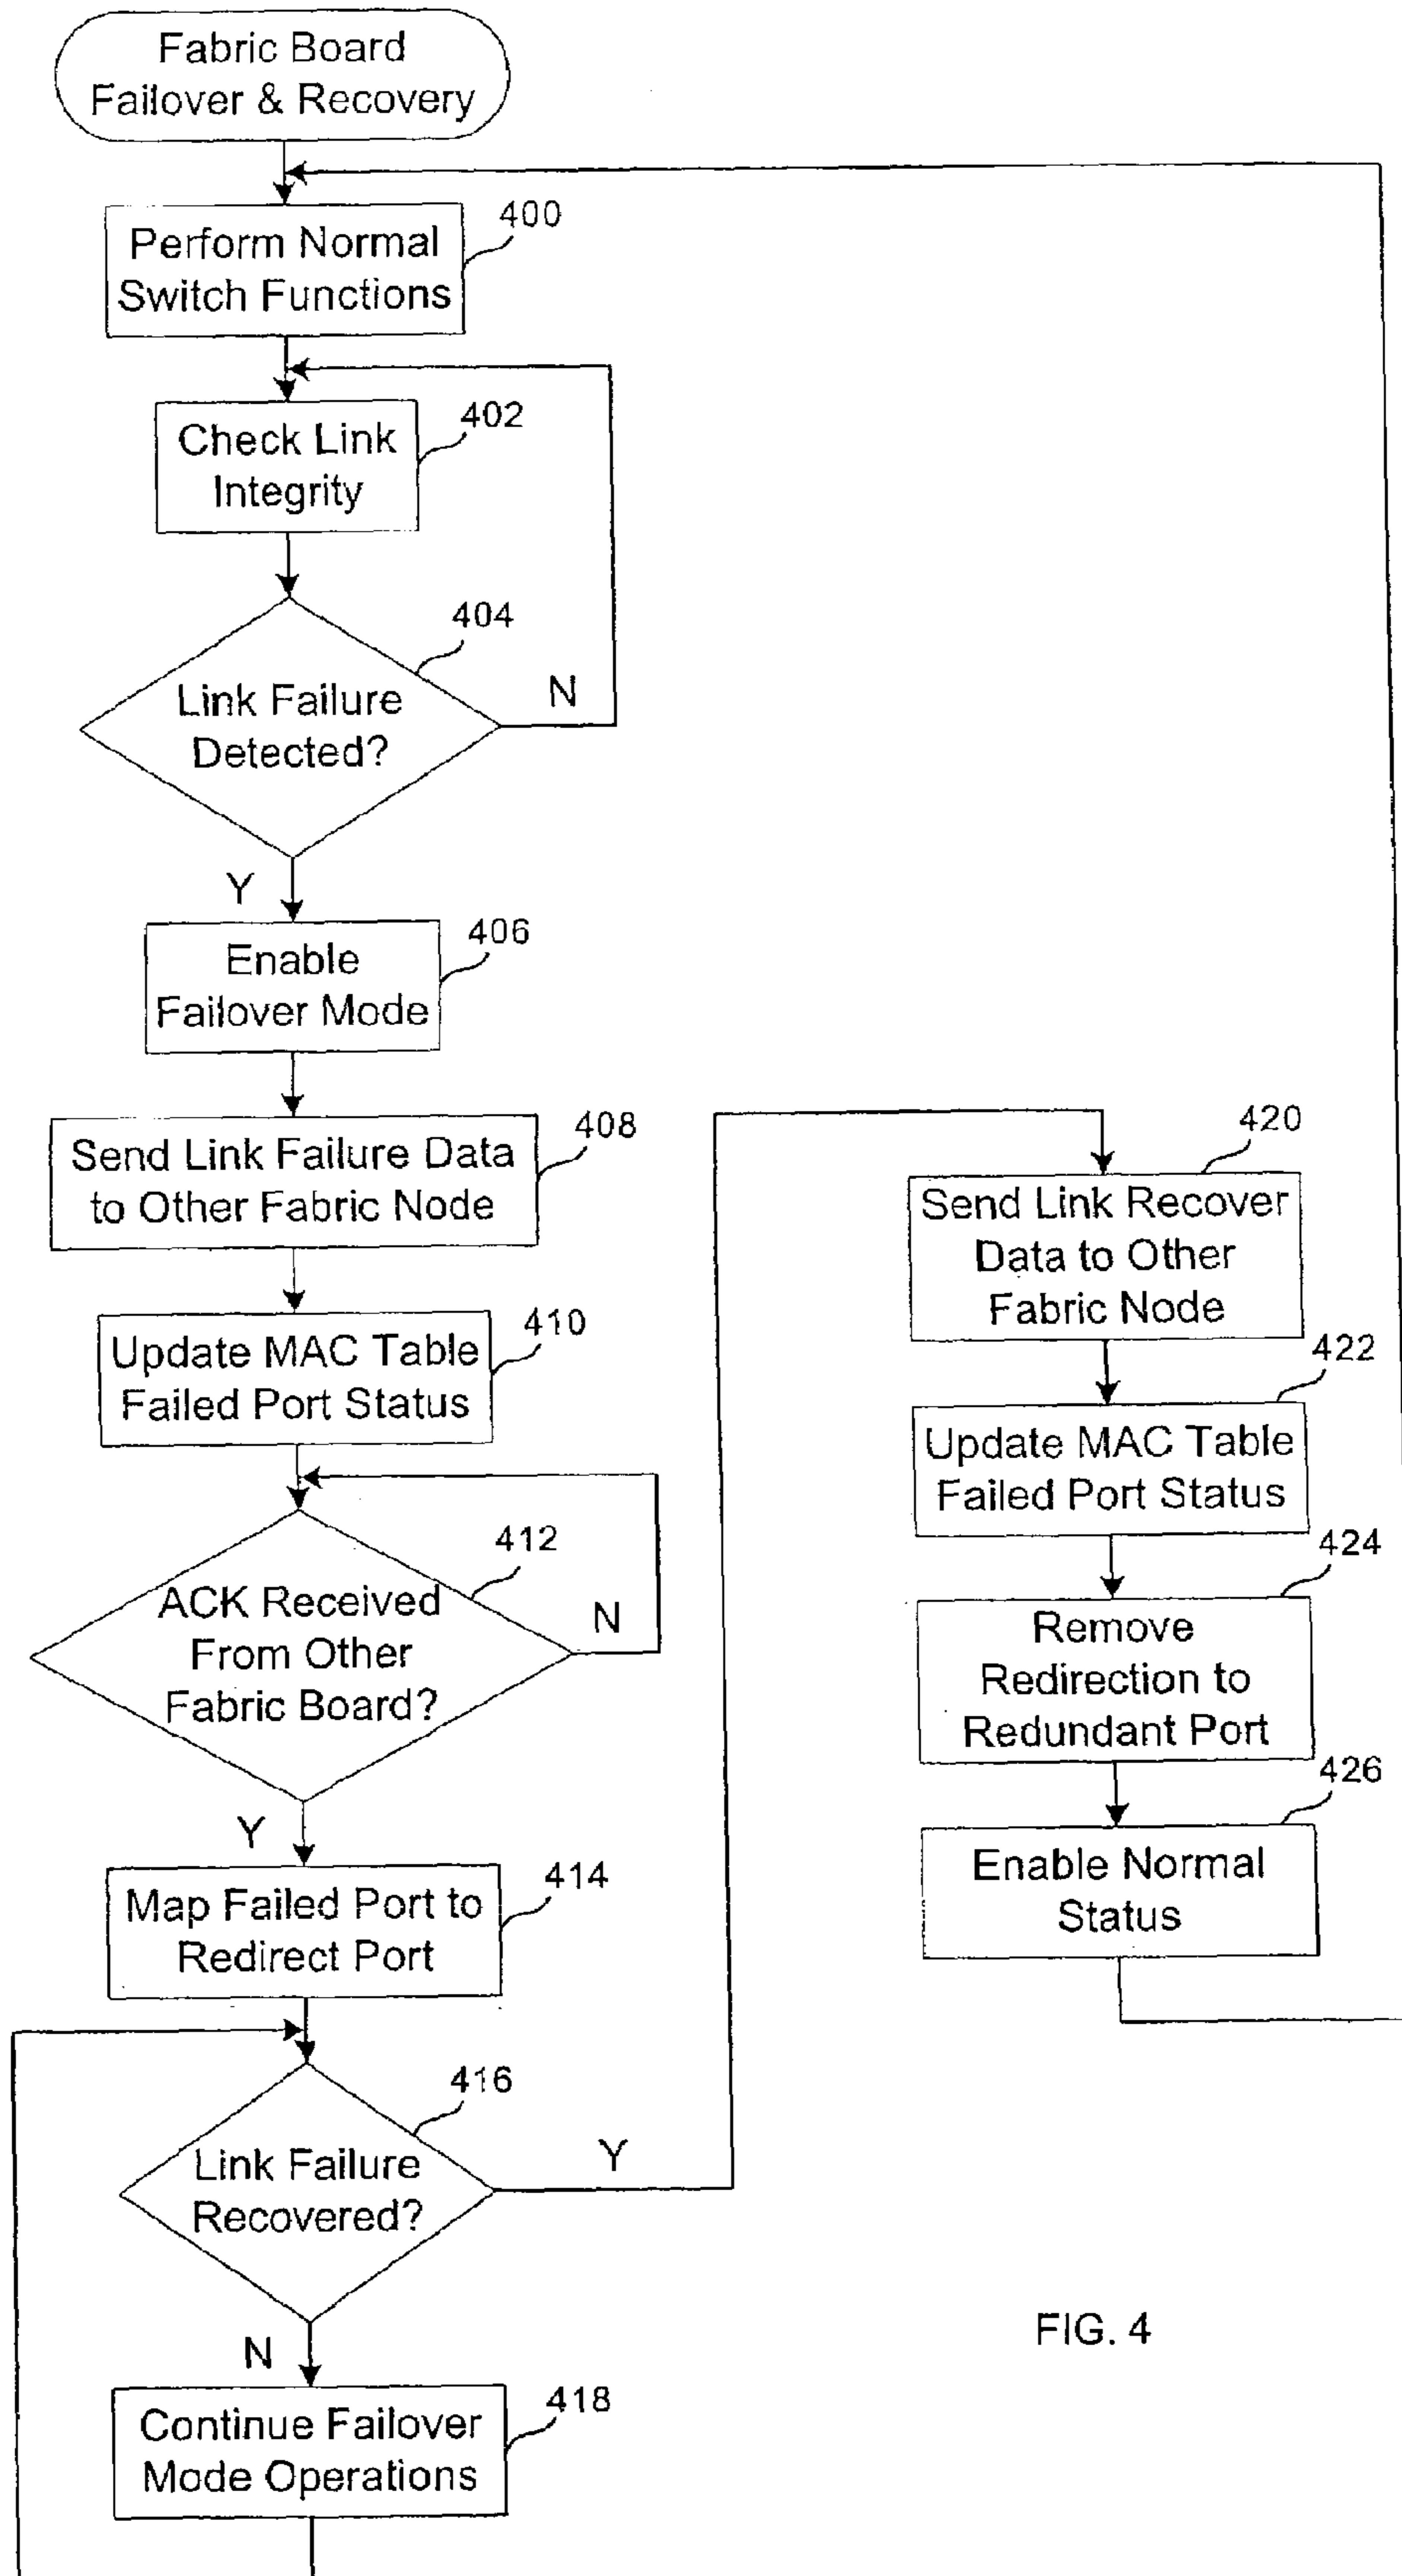 Fabric Board
Failover & Recovery
400
Perform Normal
Switch Functions
402
Check Link
Integrity
404
Link Failure
Detected?
N
Y
406
Enable
Failover Mode
408
Send Link Failure Data
to Other Fabric Node
410
Update MAC Table
Failed Port Status
412
ACK Received
From Other
Fabric Board?
N
Y
414
Map Failed Port to
Redirect Port
416
Link Failure
Recovered?
Y
N
418
Continue Failover
Mode Operations
420
Send Link Recover
Data to Other
Fabric Node
422
Update MAC Table
Failed Port Status
424
Remove
Redirection to
Redundant Port
426
Enable Normal
Status
FIG. 4